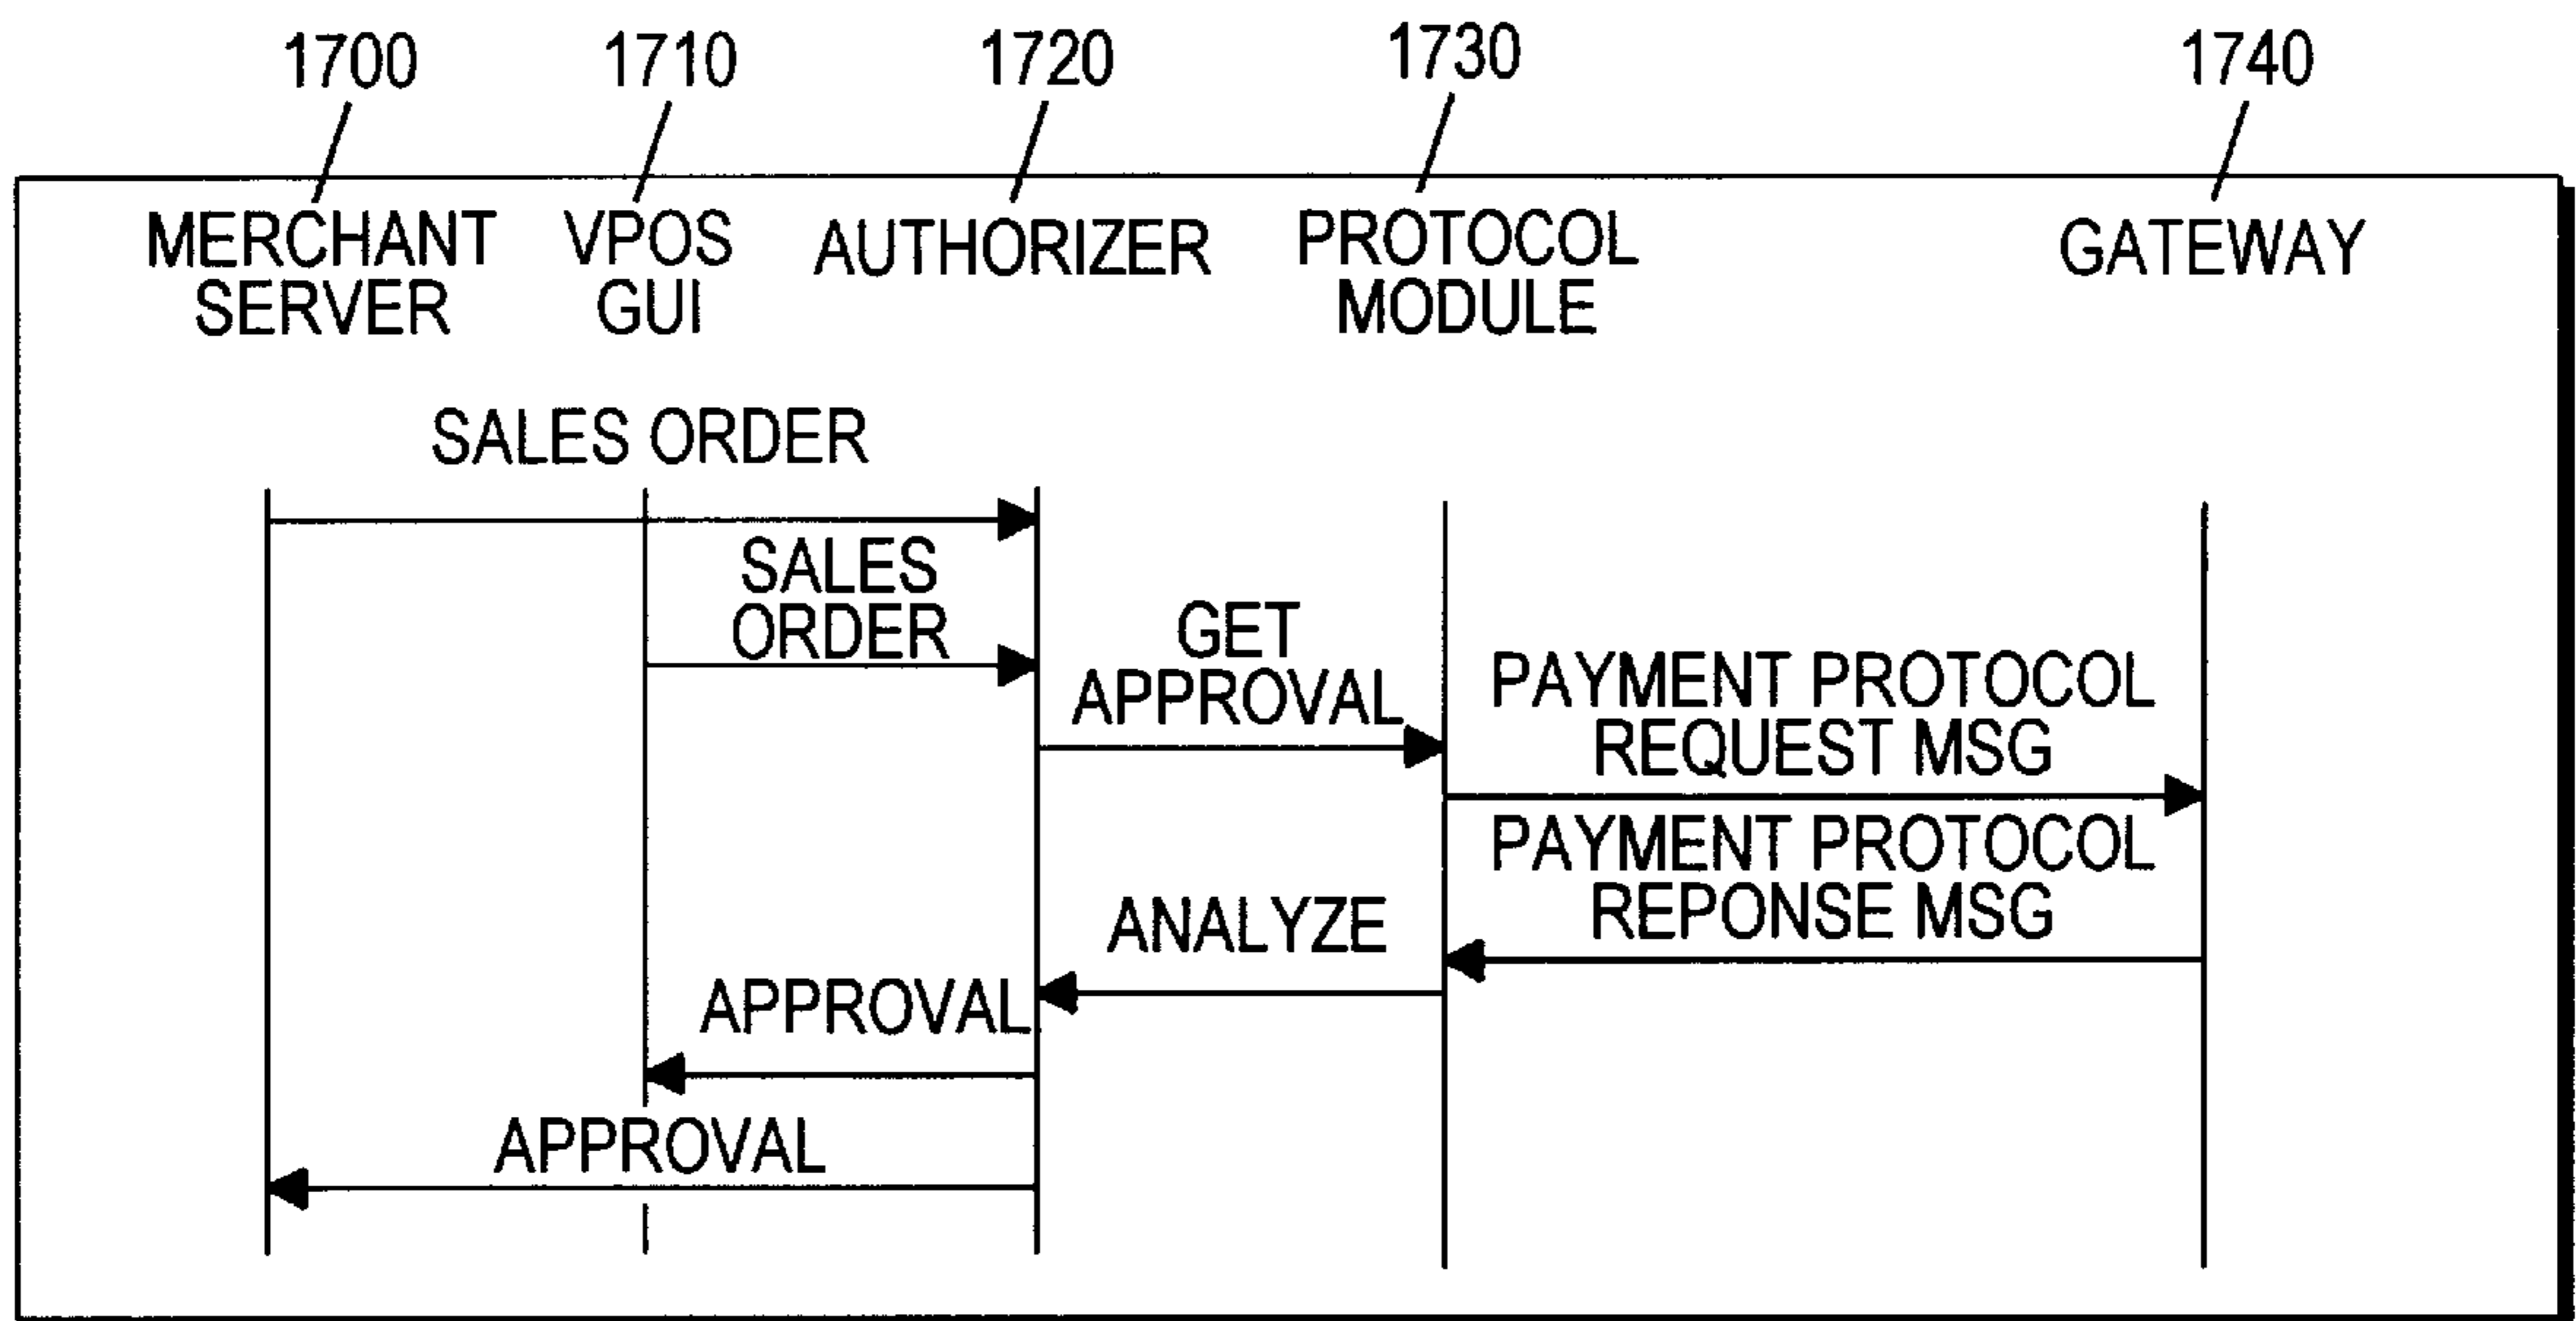 1700
1710
1720
1730
1740
MERCHANT
SERVER
VPOS
GUI
AUTHORIZER
PROTOCOL
MODULE
GATEWAY
SALES ORDER
SALES
ORDER
GET
APPROVAL
PAYMENT PROTOCOL
REQUEST MSG
PAYMENT PROTOCOL
REPONSE MSG
ANALYZE
APPROVAL
APPROVAL